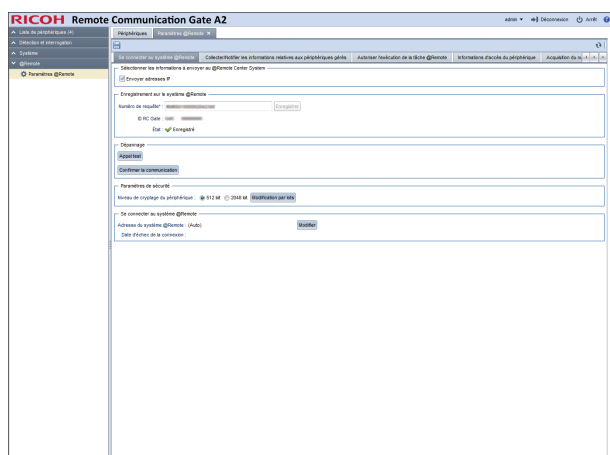 RICOH Remote Communication Gate A2
admin Déconnexion Arrêt
Liste de périphériques (4)
Détection et interrogation
Système
@Remote
Paramètres @Remote
Périphériques Paramètres @Remote
Se connecter au système @Remote Collecter/Notifier les informations relatives aux périphériques gérés Autoriser l'exécution de la tâche @Remote Informations d'accès du périphérique Acquisition du
Sélectionner les informations à envoyer au @Remote Center System
Envoyer adresses IP
Enregistrement sur le système @Remote
Numéro de requête* : Enregistrer
ID RC Gate :
État : Enregistré
Dépannage
Appel test
Confirmer la communication
Paramètres de sécurité
Niveau de cryptage du périphérique : 512 bit 2048 bit Modification par lots
Se connecter au système @Remote
Adresse du système @Remote : (Auto) Modifier
Date d'échec de la connexion :